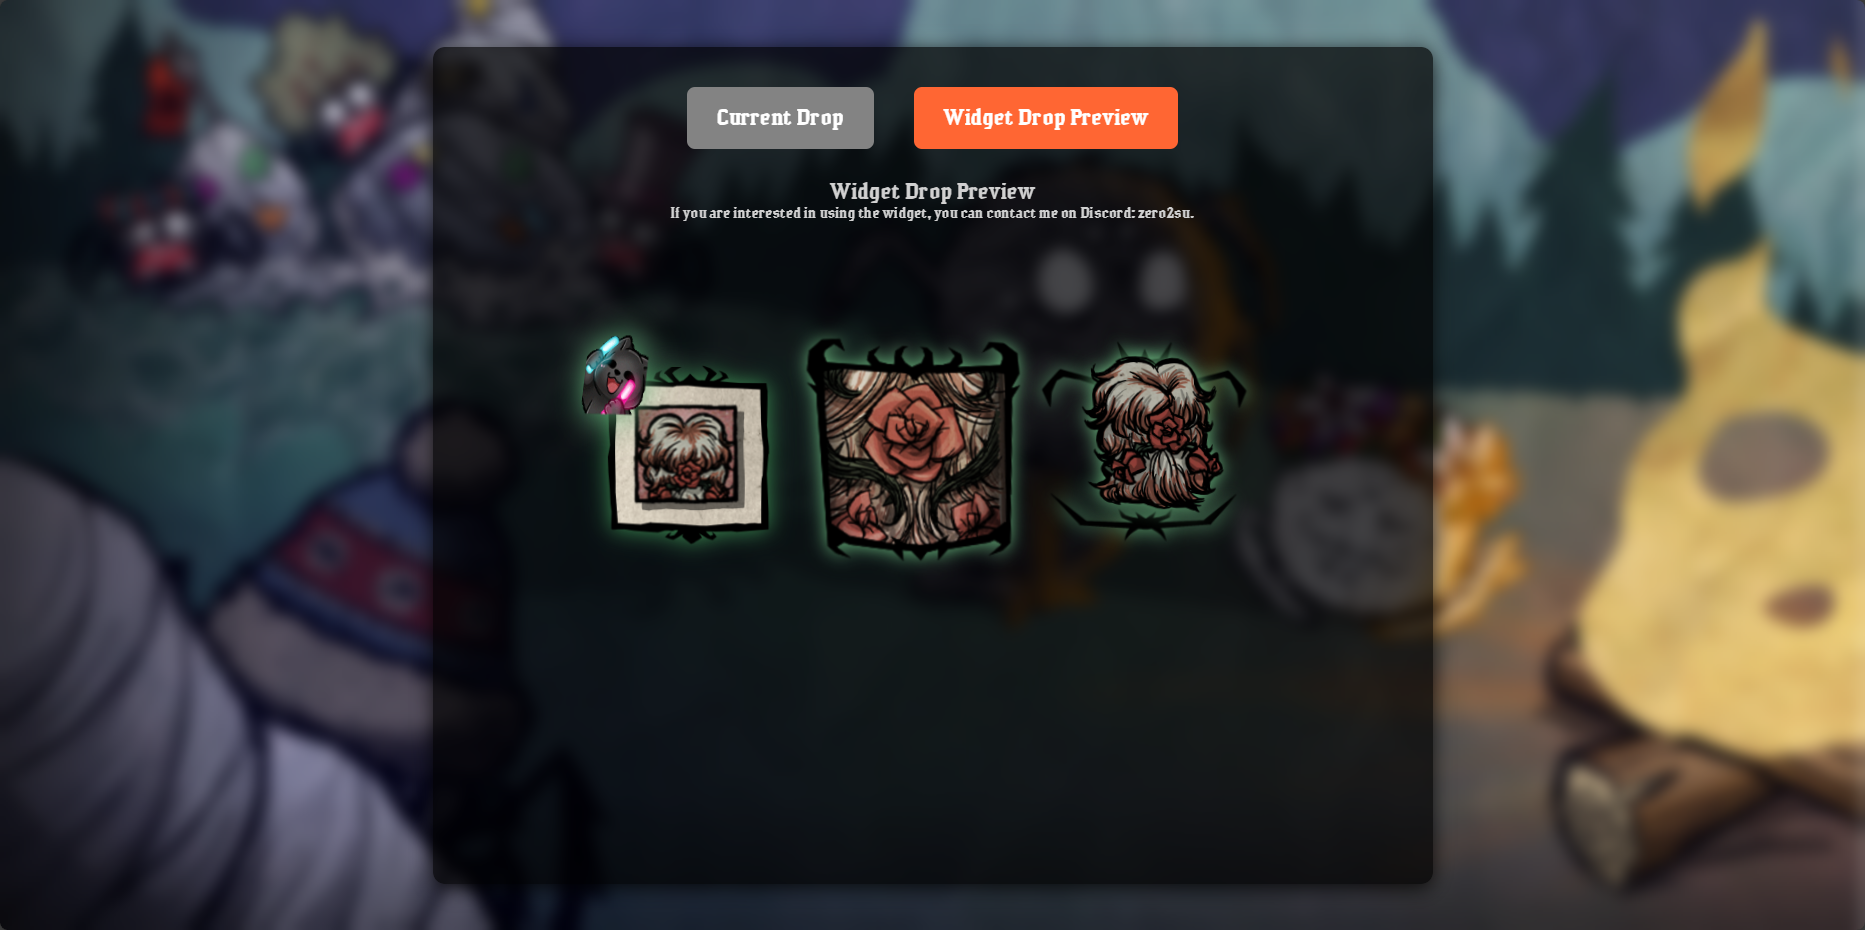 Current Drop
Widget Drop Preview
Widget Drop Preview
If you are interested in using the widget, you can contact me on Discord: zero2su.